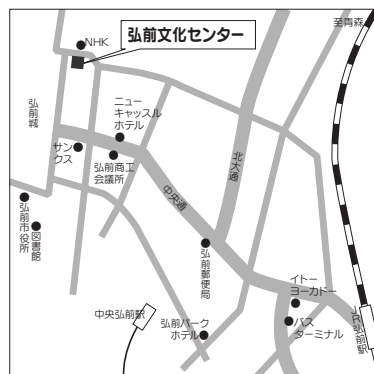 弘前文化センター
至青森
NHK
弘前城
ニュー
キャッスル
ホテル
サン
クス
弘前商工
会議所
北大通
中央通
弘前市役所
図書館
弘前郵便局
イトー
ヨーカドー
JR弘前駅
中央弘前駅
弘前パーク
ホテル
バス
ターミナル